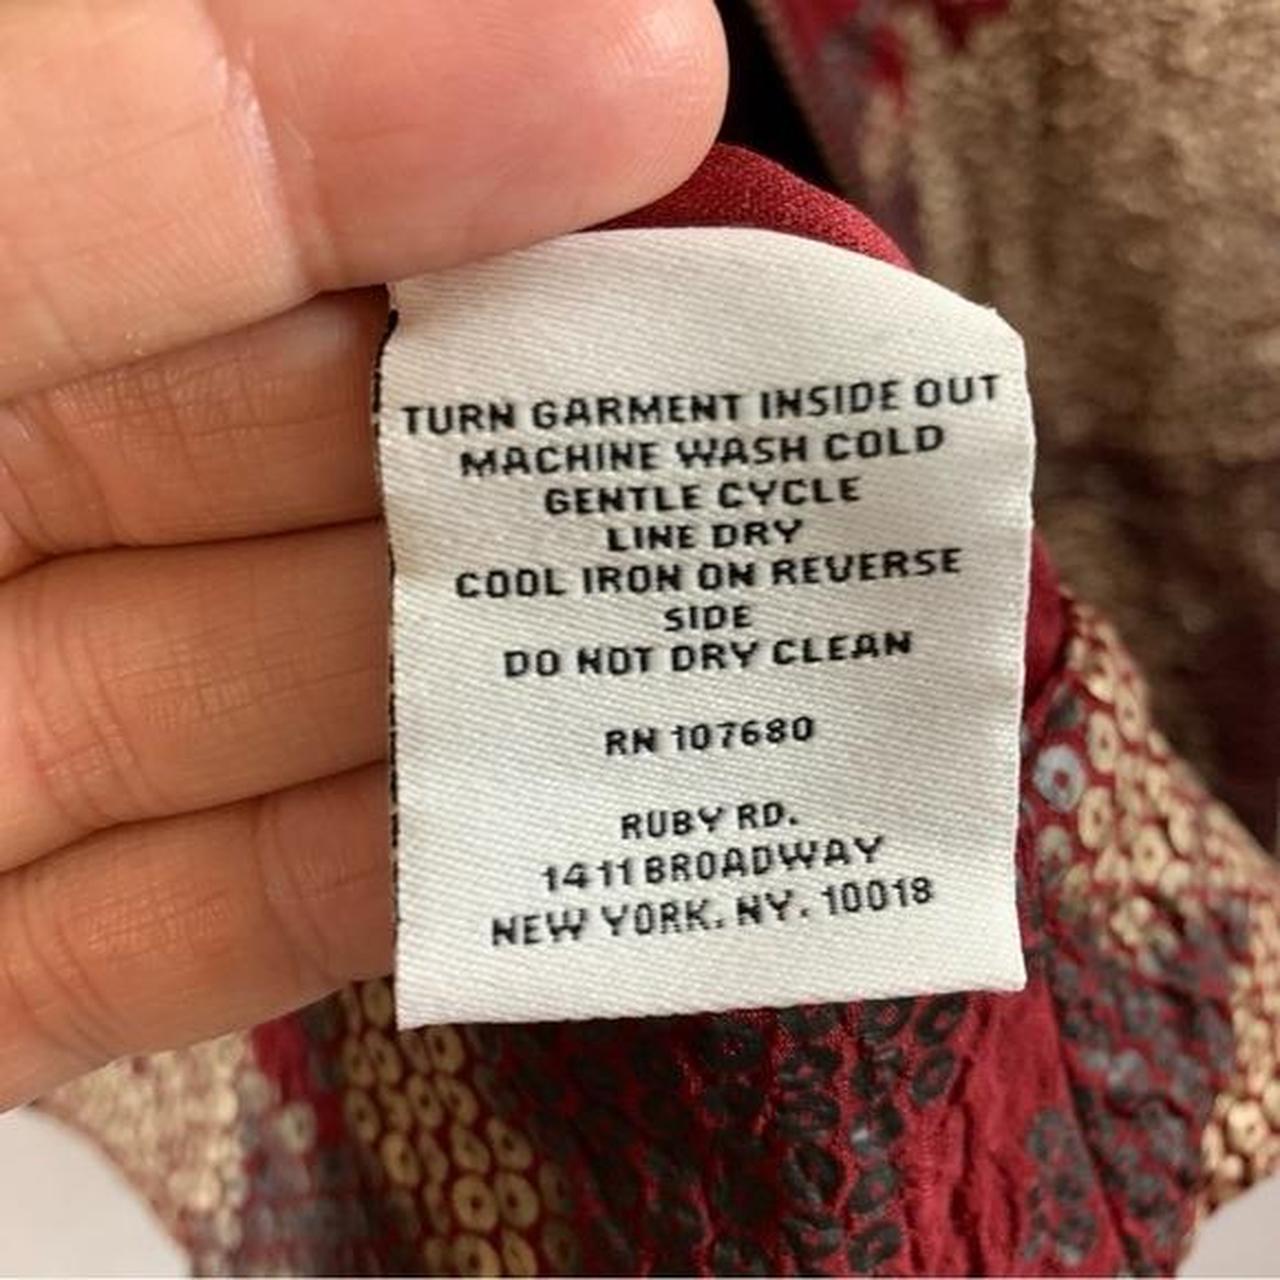 TURN GARMENT INSIDE OUT
MACHINE WASH COLD
GENTLE CYCLE
LINE DRY
COOL IRON ON REVERSE
SIDE
DO NOT DRY CLEAN
RN 107680
RUBY RD.
1411 BROADWAY
NEW YORK, NY. 10018